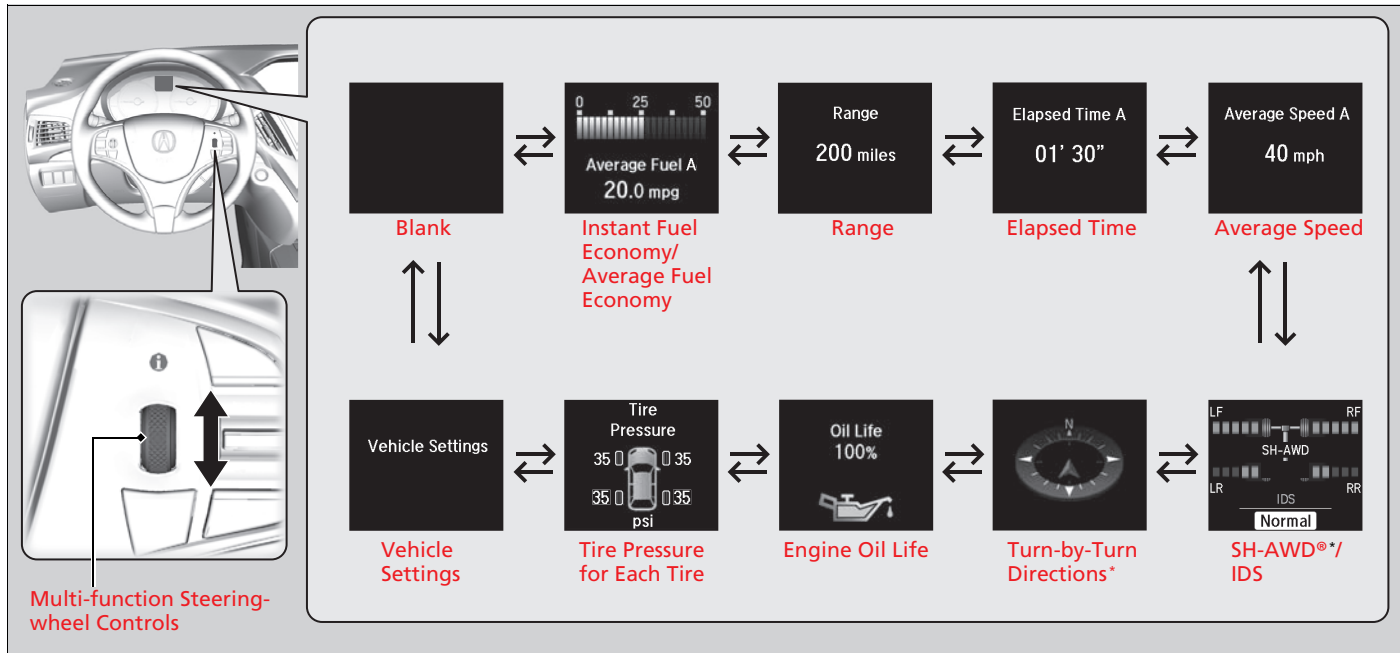 0 25 50
Average Fuel A
20.0 mpg
Range
200 miles
Elapsed Time A
01' 30"
Average Speed A
40 mph
Blank
Instant Fuel
Economy/
Average Fuel
Economy
Range
Elapsed Time
Average Speed
i
Vehicle Settings
Tire
Pressure
35 35
35 35
psi
Oil Life
100%
N
LF RF
SH-AWD
LR RR
IDS
Normal
Vehicle
Settings
Tire Pressure
for Each Tire
Engine Oil Life
Turn-by-Turn
Directions*
SH-AWD®*/
IDS
Multi-function Steering-
wheel Controls